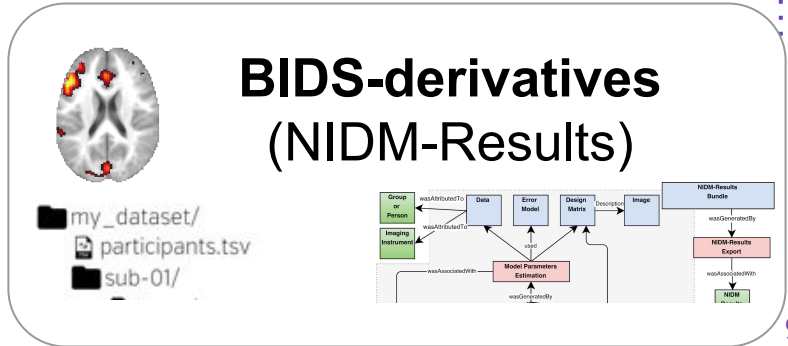 BIDS-derivatives
(NIDM-Results)
my_dataset/
participants.tsv
sub-01/
Group
or
Person
Imaging
Instrument
wasAttributedTo
wasAttributedTo
Data
Error
Model
Design
Matrix
Description
Image
used
wasAssociatedWith
Model Parameters
Estimation
wasGeneratedBy
NIDM-Results
Bundle
wasGeneratedBy
NIDM-Results
Export
wasAssociatedWith
NIDM